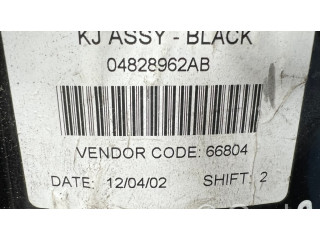 KJ ASSY - BLACK
04828962AB
VENDOR CODE: 66804
DATE: 12/04/02 SHIFT: 2